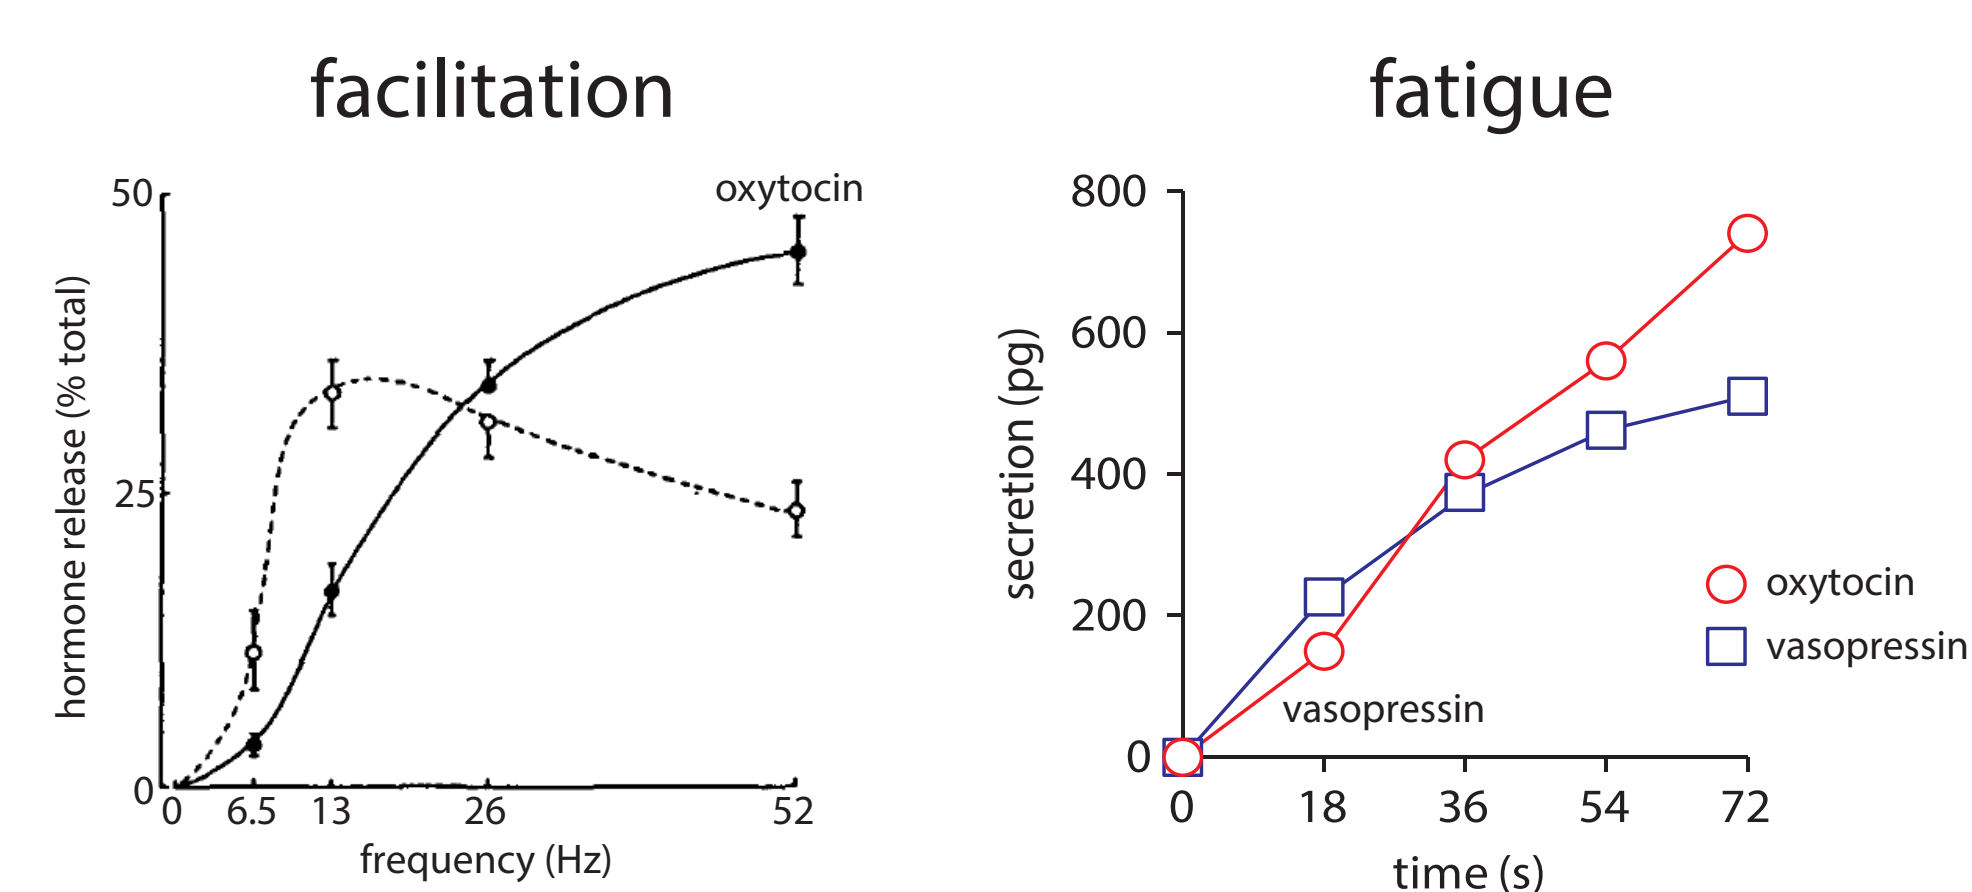 facilitation
50
oxytocin
hormone release (% total)
25
0
0 6.5 13 26 52
frequency (Hz)
fatigue
800
600
secretion (pg)
400
200
oxytocin
vasopressin
vasopressin
0
0 18 36 54 72
time (s)